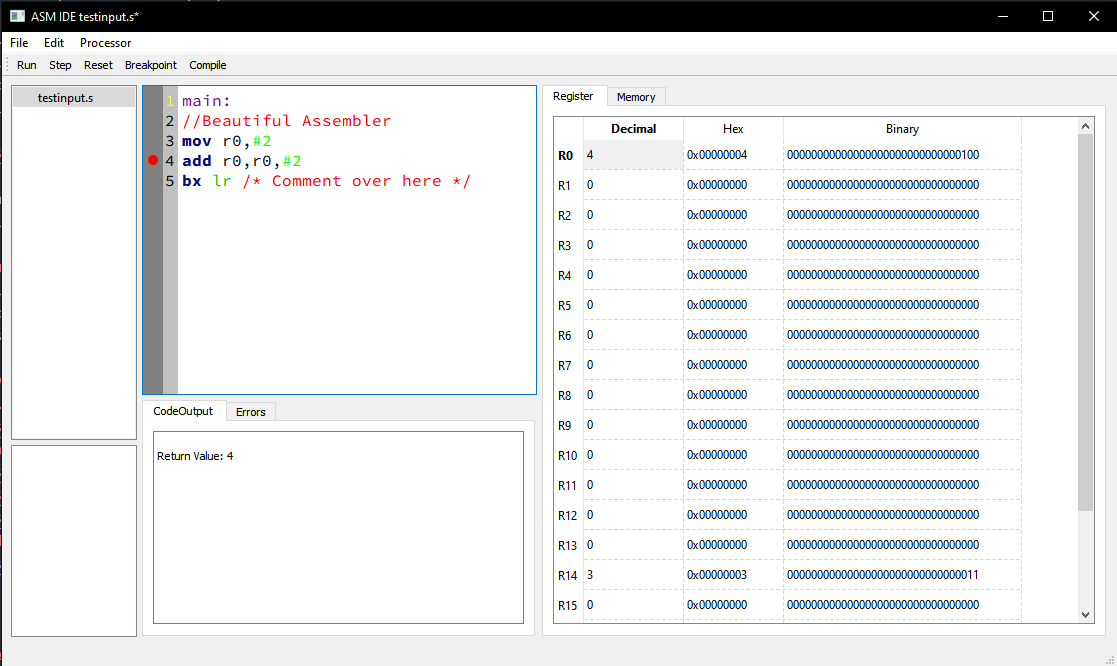 ASM IDE testinput.s*
File Edit Processor
Run Step Reset Breakpoint Compile
testinput.s
1 main:
2 //Beautiful Assembler
3 mov r0,#2
4 add r0,r0,#2
5 bx lr /* Comment over here */
CodeOutput Errors
Return Value: 4
Register Memory
Decimal Hex Binary
R0 4 0x00000004 00000000000000000000000000000100
R1 0 0x00000000 00000000000000000000000000000000
R2 0 0x00000000 00000000000000000000000000000000
R3 0 0x00000000 00000000000000000000000000000000
R4 0 0x00000000 00000000000000000000000000000000
R5 0 0x00000000 00000000000000000000000000000000
R6 0 0x00000000 00000000000000000000000000000000
R7 0 0x00000000 00000000000000000000000000000000
R8 0 0x00000000 00000000000000000000000000000000
R9 0 0x00000000 00000000000000000000000000000000
R10 0 0x00000000 00000000000000000000000000000000
R11 0 0x00000000 00000000000000000000000000000000
R12 0 0x00000000 00000000000000000000000000000000
R13 0 0x00000000 00000000000000000000000000000000
R14 3 0x00000003 00000000000000000000000000000011
R15 0 0x00000000 00000000000000000000000000000000